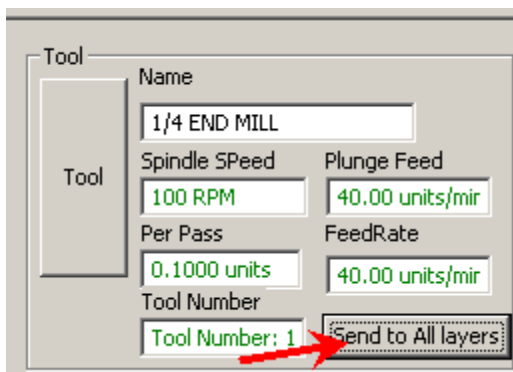 Tool
Name
1/4 END MILL
Tool
Spindle SPeed
Plunge Feed
100 RPM
40.00 units/mir
Per Pass
FeedRate
0.1000 units
40.00 units/mir
Tool Number
Tool Number: 1
Send to All layers